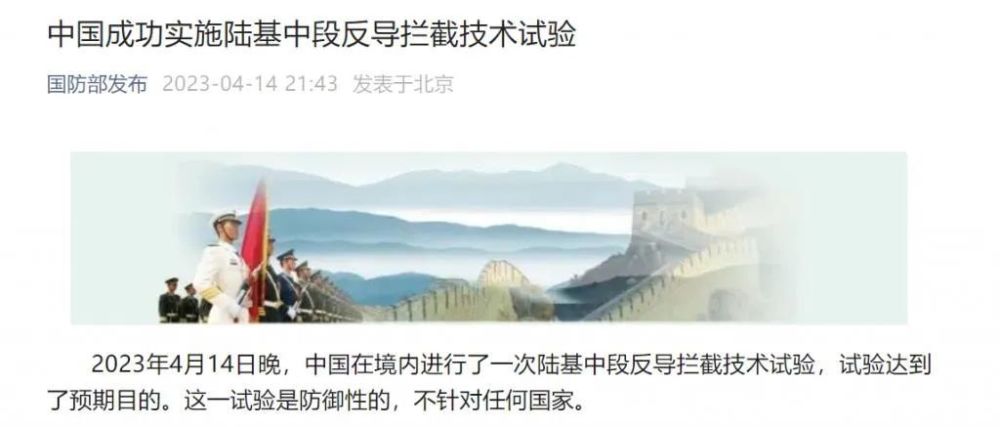 中国成功实施陆基中段反导拦截技术试验
国防部发布 2023-04-14 21:43 发表于北京
2023年4月14日晚，中国在境内进行了一次陆基中段反导拦截技术试验，试验达到
了预期目的。这一试验是防御性的，不针对任何国家。